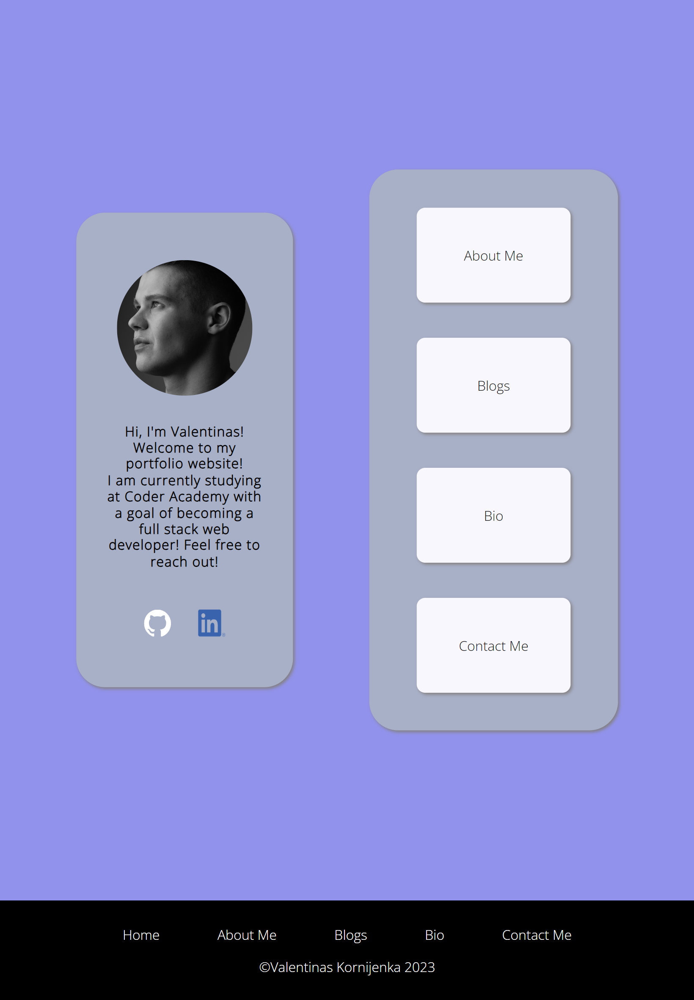 Hi, I'm Valentinas!
Welcome to my
portfolio website!
I am currently studying
at Coder Academy with
a goal of becoming a
full stack web
developer! Feel free to
reach out!
in®
About Me
Blogs
Bio
Contact Me
Home About Me Blogs Bio Contact Me
©Valentinas Kornijenka 2023